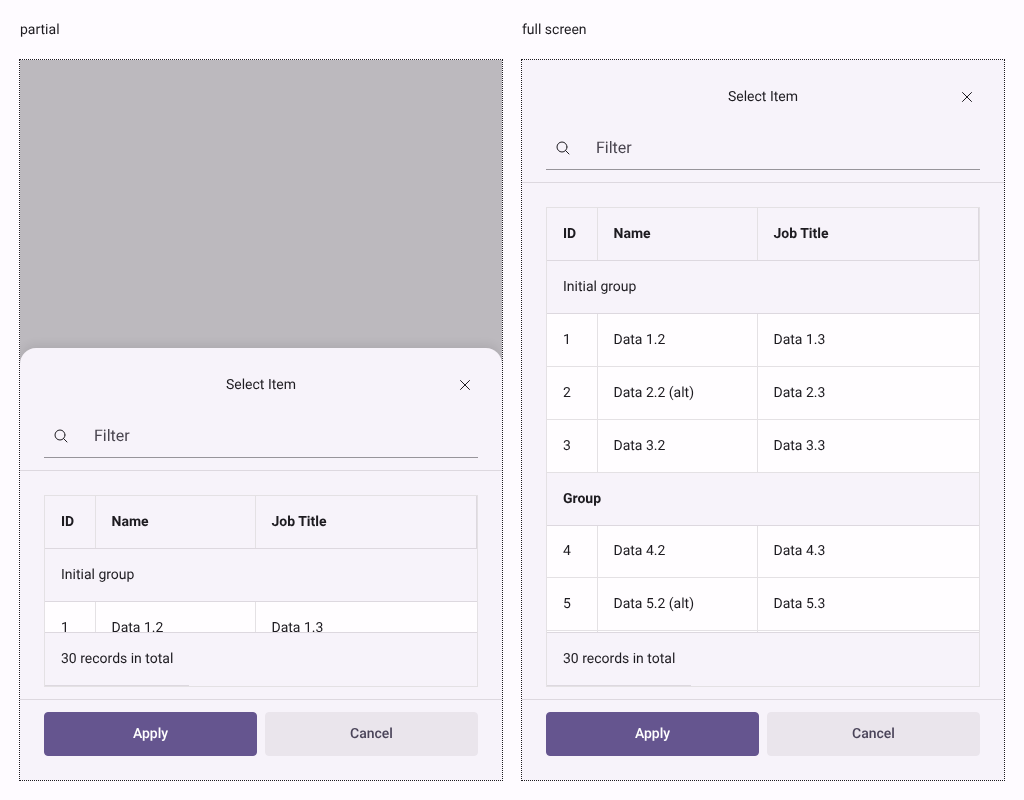 partial
Select Item
Filter
ID Name Job Title
Initial group
1 Data 1.2 Data 1.3
30 records in total
Apply Cancel
full screen
Select Item
Filter
ID Name Job Title
Initial group
1 Data 1.2 Data 1.3
2 Data 2.2 (alt) Data 2.3
3 Data 3.2 Data 3.3
Group
4 Data 4.2 Data 4.3
5 Data 5.2 (alt) Data 5.3
30 records in total
Apply Cancel